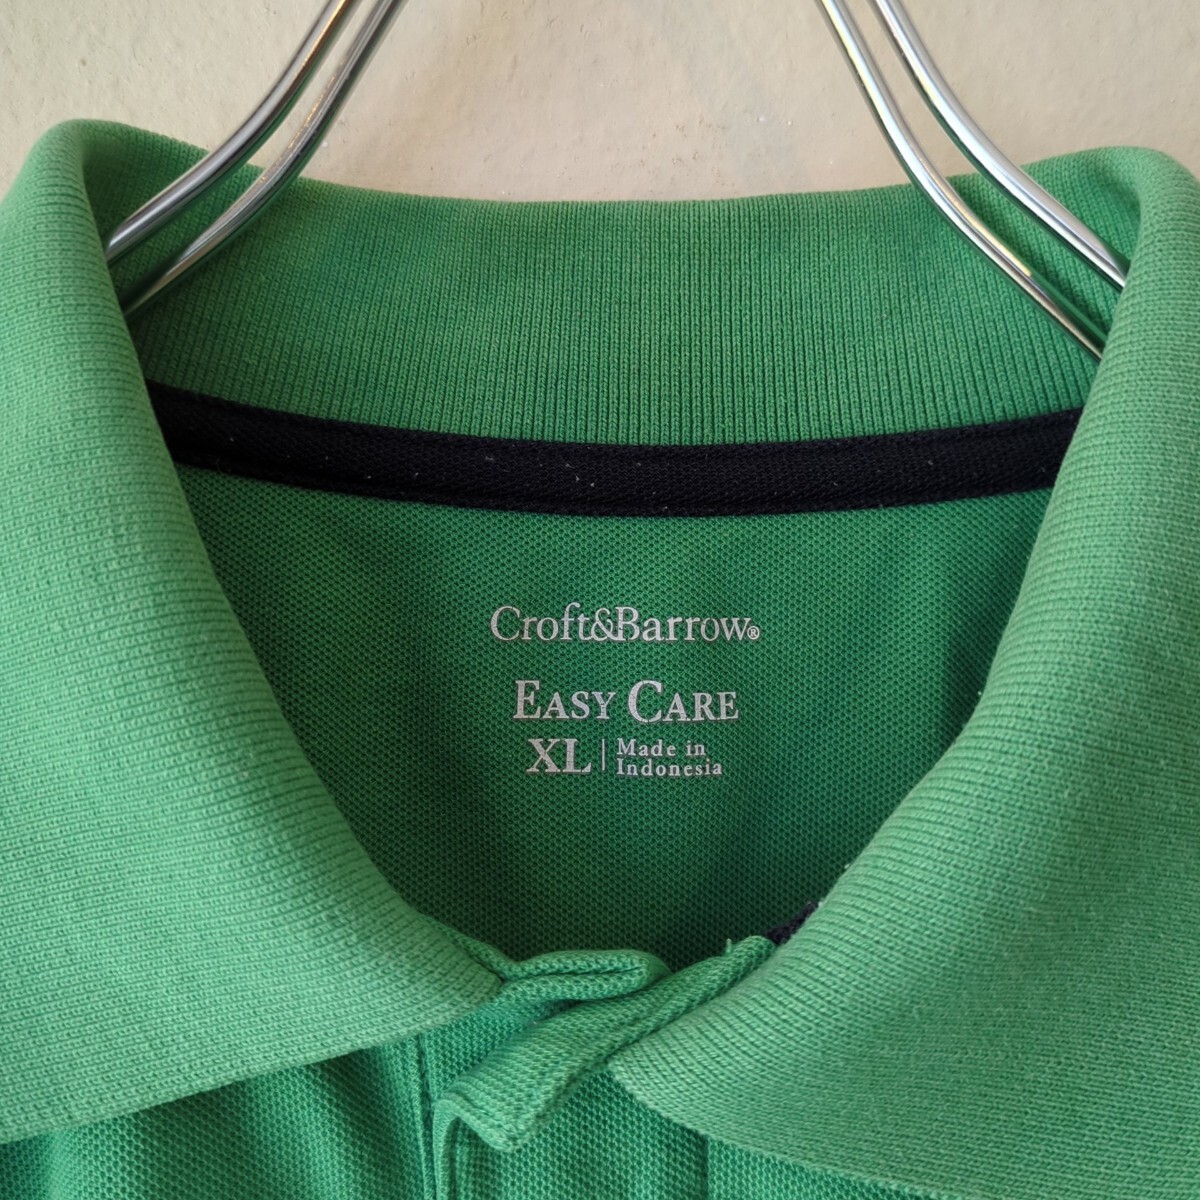 Croft&Barrow®
EASY CARE
XL | Made in
Indonesia